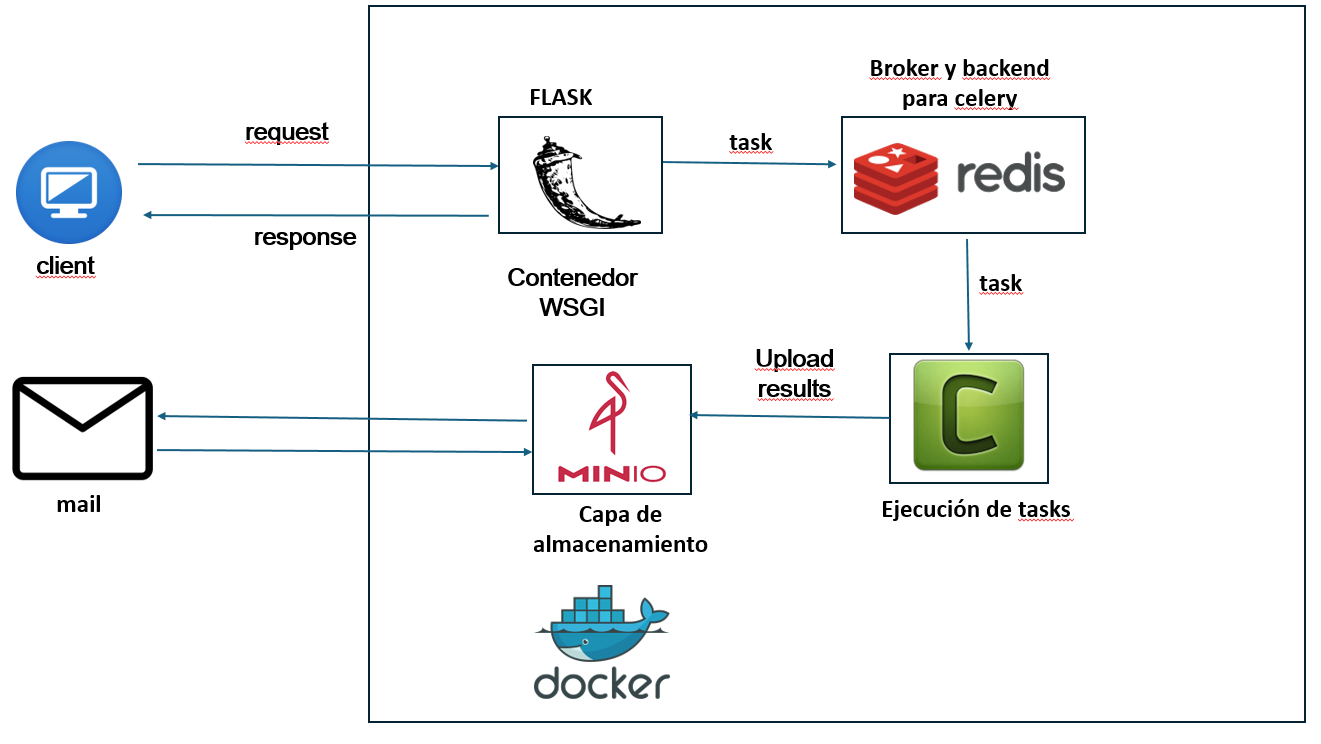 Broker y backend
para celery
FLASK
request
task
redis
response
client
Contenedor
WSGI
task
Upload
results
C
MINIO
mail
Capa de
almacenamiento
Ejecución de tasks
docker